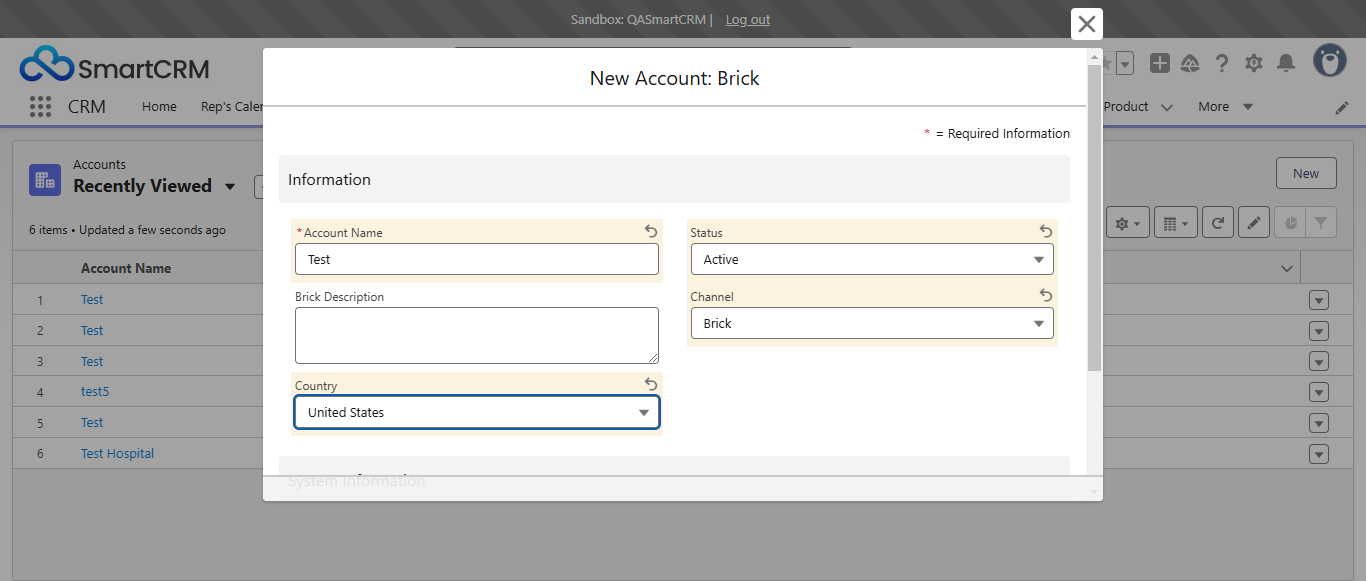 Sandbox: QASmartCRM | Log out
SmartCRM
CRM Home Rep's Caler Product More
New Account: Brick
* = Required Information
Accounts
Recently Viewed
New
Information
6 items • Updated a few seconds ago
*Account Name
Status
Test
Active
Account Name
Brick Description
Channel
Brick
1 Test
2 Test
3 Test
Country
4 test5
United States
5 Test
6 Test Hospital
System Information